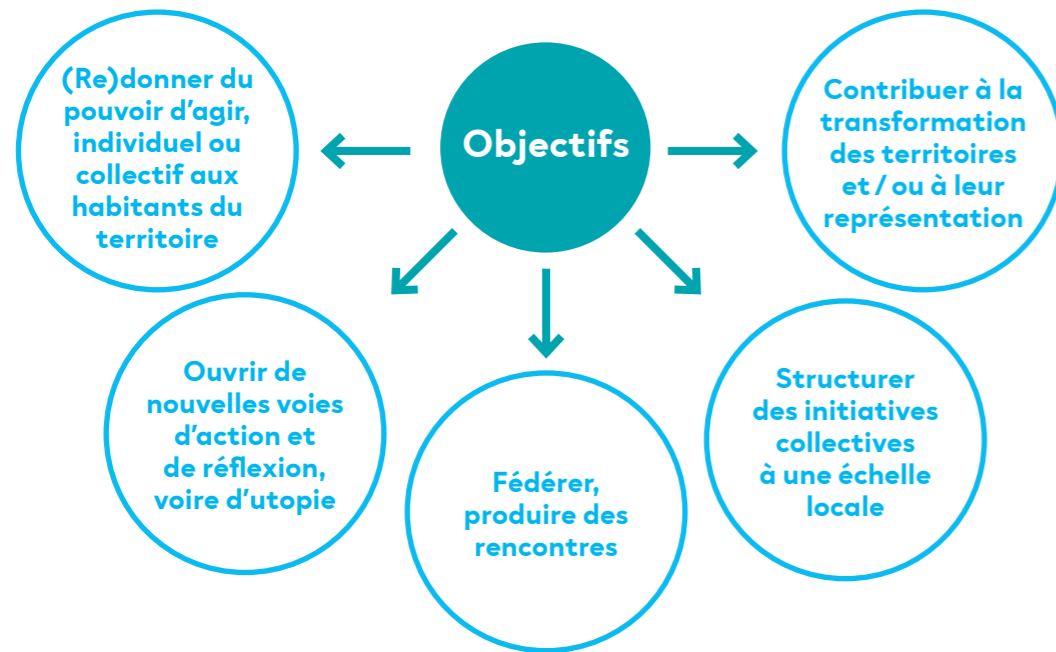 Objectifs
(Re)donner du
pouvoir d'agir,
individuel ou
collectif aux
habitants du
territoire
Ouvrir de
nouvelles voies
d'action et
de réflexion,
voire d'utopie
Fédérer,
produire des
rencontres
Structurer
des initiatives
collectives
à une échelle
locale
Contribuer à la
transformation
des territoires
et / ou à leur
représentation